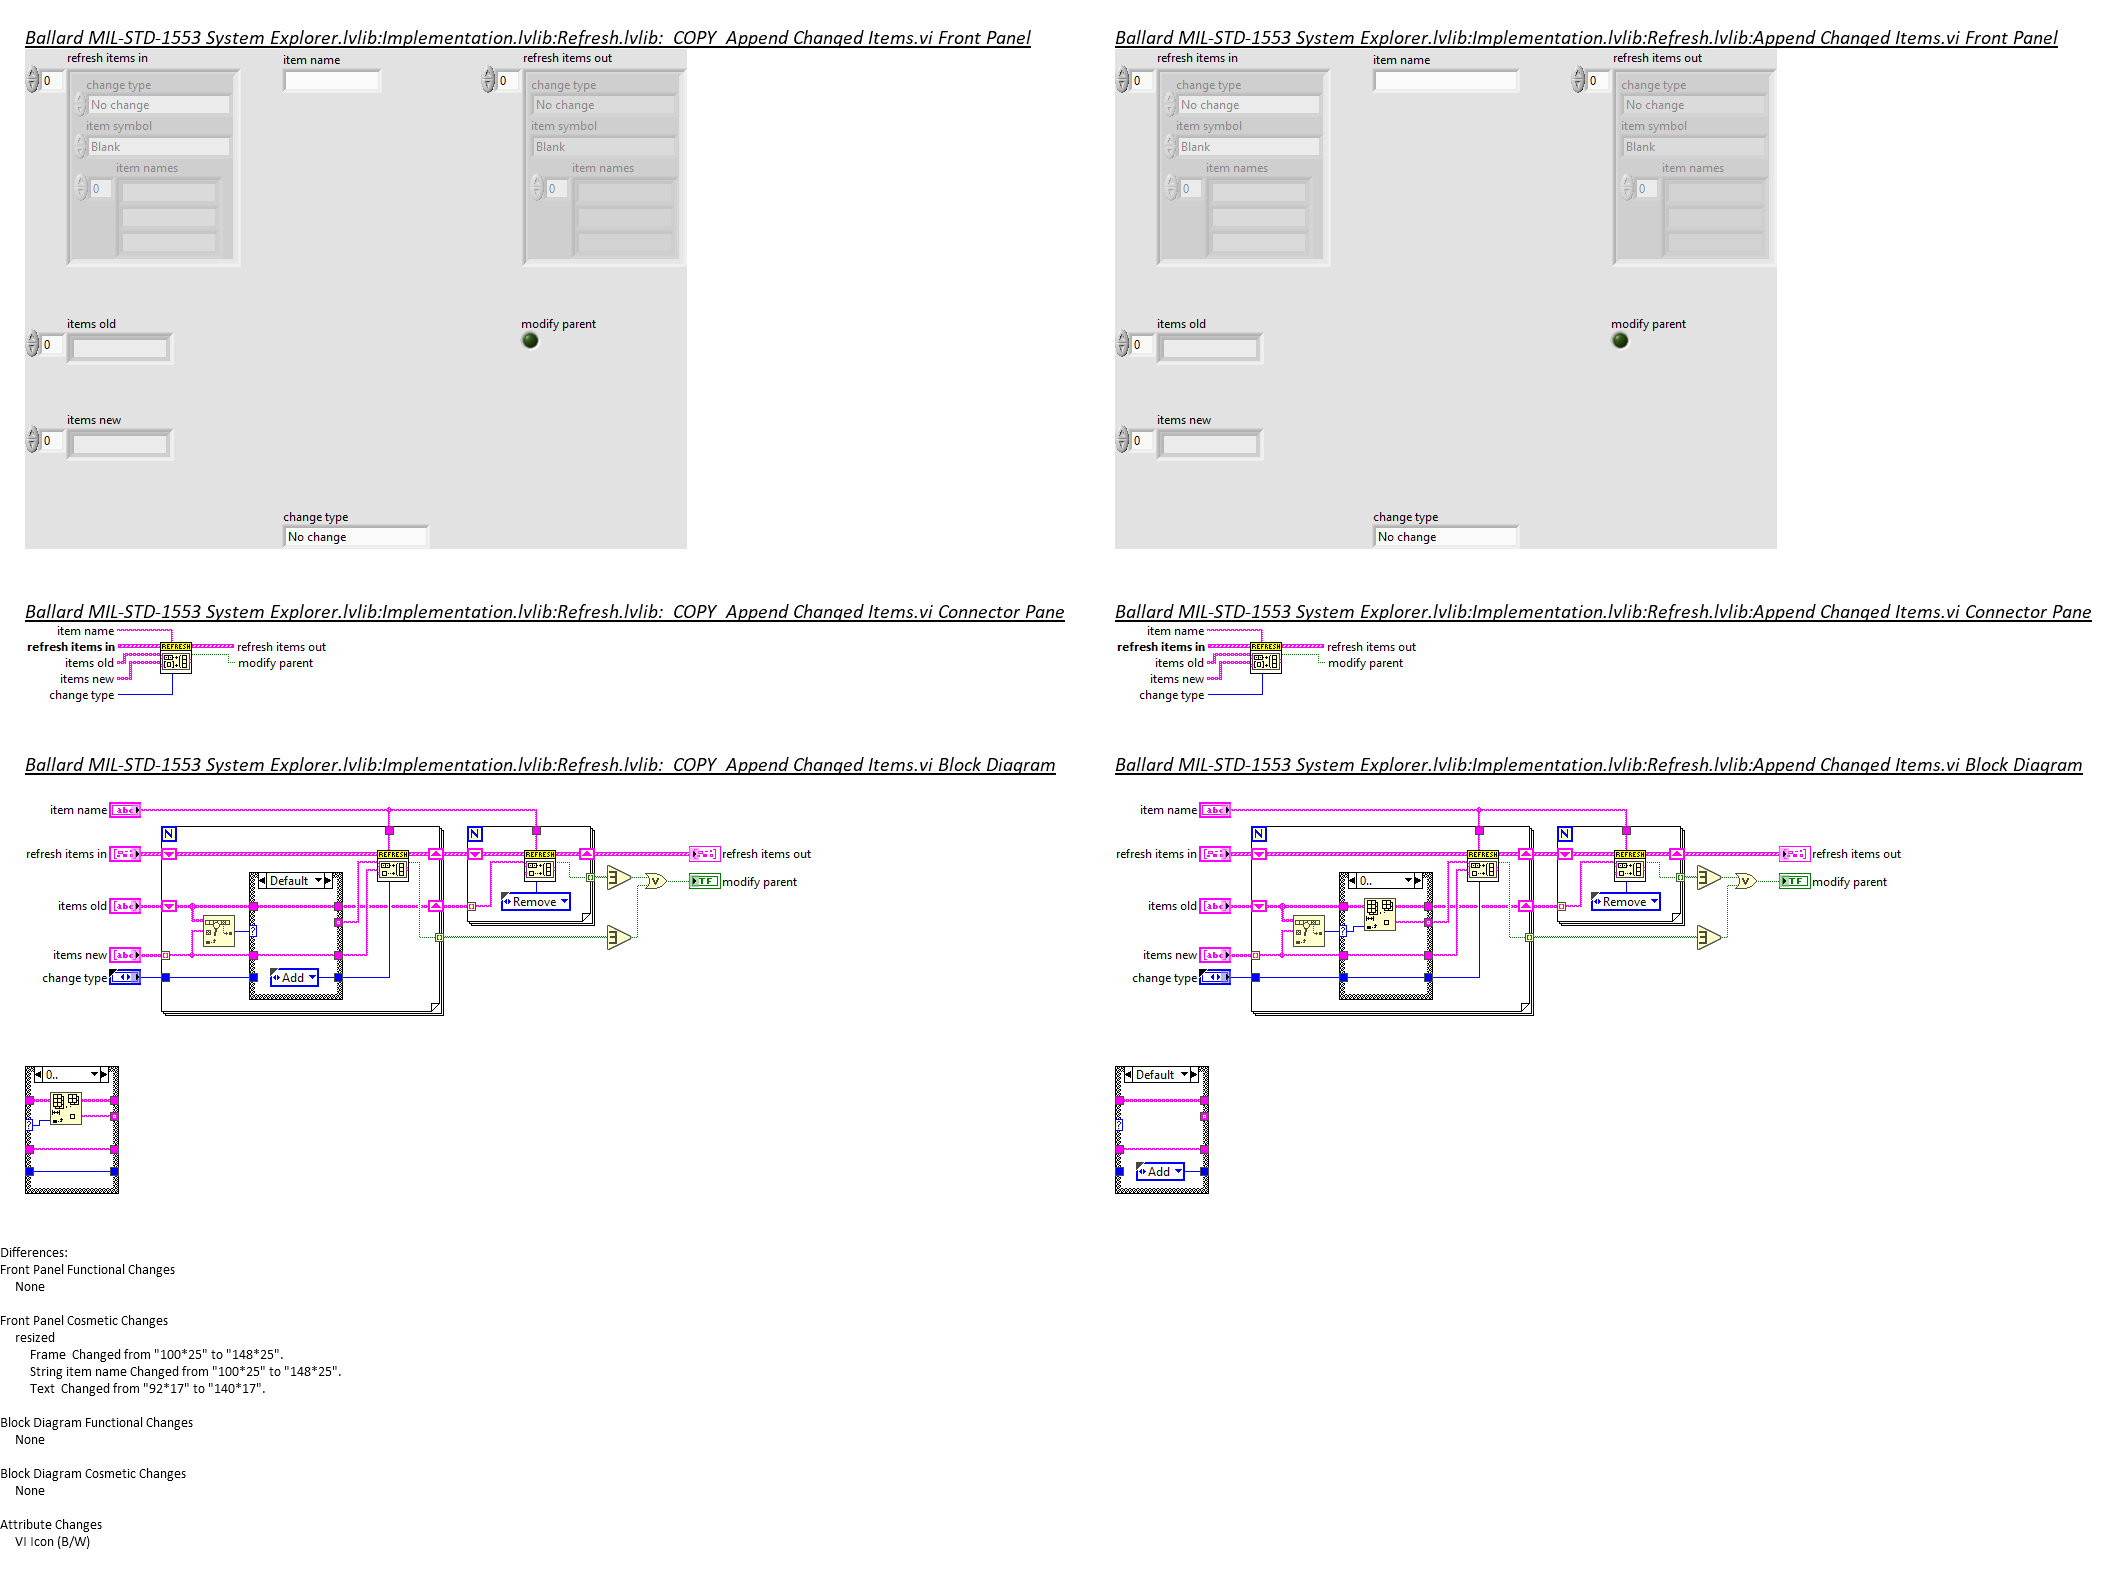 Ballard MIL-STD-1553 System Explorer.lvlib:Implementation.lvlib:Refresh.lvlib:_COPY_Append Changed Items.vi Front Panel
refresh items in
item name
refresh items out
0
0
change type
No change
item symbol
Blank
item names
0
change type
No change
item symbol
Blank
item names
0
items old
0
modify parent
items new
0
change type
No change
Ballard MIL-STD-1553 System Explorer.lvlib:Implementation.lvlib:Refresh.lvlib:Append Changed Items.vi Front Panel
refresh items in
item name
refresh items out
0
0
change type
No change
item symbol
Blank
item names
0
change type
No change
item symbol
Blank
item names
0
items old
0
modify parent
items new
0
change type
No change
Ballard MIL-STD-1553 System Explorer.lvlib:Implementation.lvlib:Refresh.lvlib:_COPY_Append Changed Items.vi Connector Pane
item name
refresh items in
items old
items new
change type
REFRESH
refresh items out
modify parent
Ballard MIL-STD-1553 System Explorer.lvlib:Implementation.lvlib:Refresh.lvlib:Append Changed Items.vi Connector Pane
item name
refresh items in
items old
items new
change type
REFRESH
refresh items out
modify parent
Ballard MIL-STD-1553 System Explorer.lvlib:Implementation.lvlib:Refresh.lvlib:_COPY_Append Changed Items.vi Block Diagram
item name abc
N
N
refresh items in
REFRESH
REFRESH
refresh items out
Default
TF modify parent
items old abc
Remove
?
items new abc
change type
Add
0..
?
Ballard MIL-STD-1553 System Explorer.lvlib:Implementation.lvlib:Refresh.lvlib:Append Changed Items.vi Block Diagram
item name abc
N
N
refresh items in
REFRESH
REFRESH
refresh items out
0..
TF modify parent
items old abc
Remove
?
items new abc
change type
Default
?
Add
Differences:
Front Panel Functional Changes
None
Front Panel Cosmetic Changes
resized
Frame  Changed from "100*25" to "148*25".
String item name Changed from "100*25" to "148*25".
Text  Changed from "92*17" to "140*17".
Block Diagram Functional Changes
None
Block Diagram Cosmetic Changes
None
Attribute Changes
VI Icon (B/W)